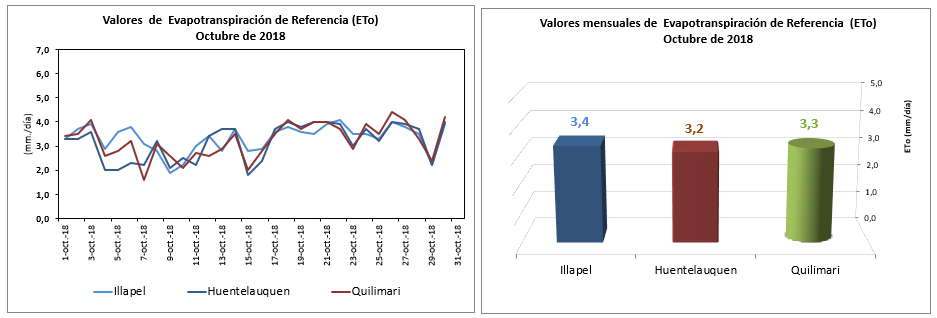 Valores de Evapotranspiración de Referencia (ETo)
Octubre de 2018
7,0
6,0
5,0
4,0
3,0
2,0
1,0
0,0
(mm./día)
1-oct.-18
3-oct.-18
5-oct.-18
7-oct.-18
9-oct.-18
11-oct.-18
13-oct.-18
15-oct.-18
17-oct.-18
19-oct.-18
21-oct.-18
23-oct.-18
25-oct.-18
27-oct.-18
29-oct.-18
31-oct.-18
Illapel Huentelauquen Quilimari
Valores mensuales de Evapotranspiración de Referencia (ETo)
Octubre de 2018
3,4 3,2 3,3
5,0
4,0
3,0
2,0
1,0
0,0
ETo (mm/día)
Illapel Huentelauquen Quilimari